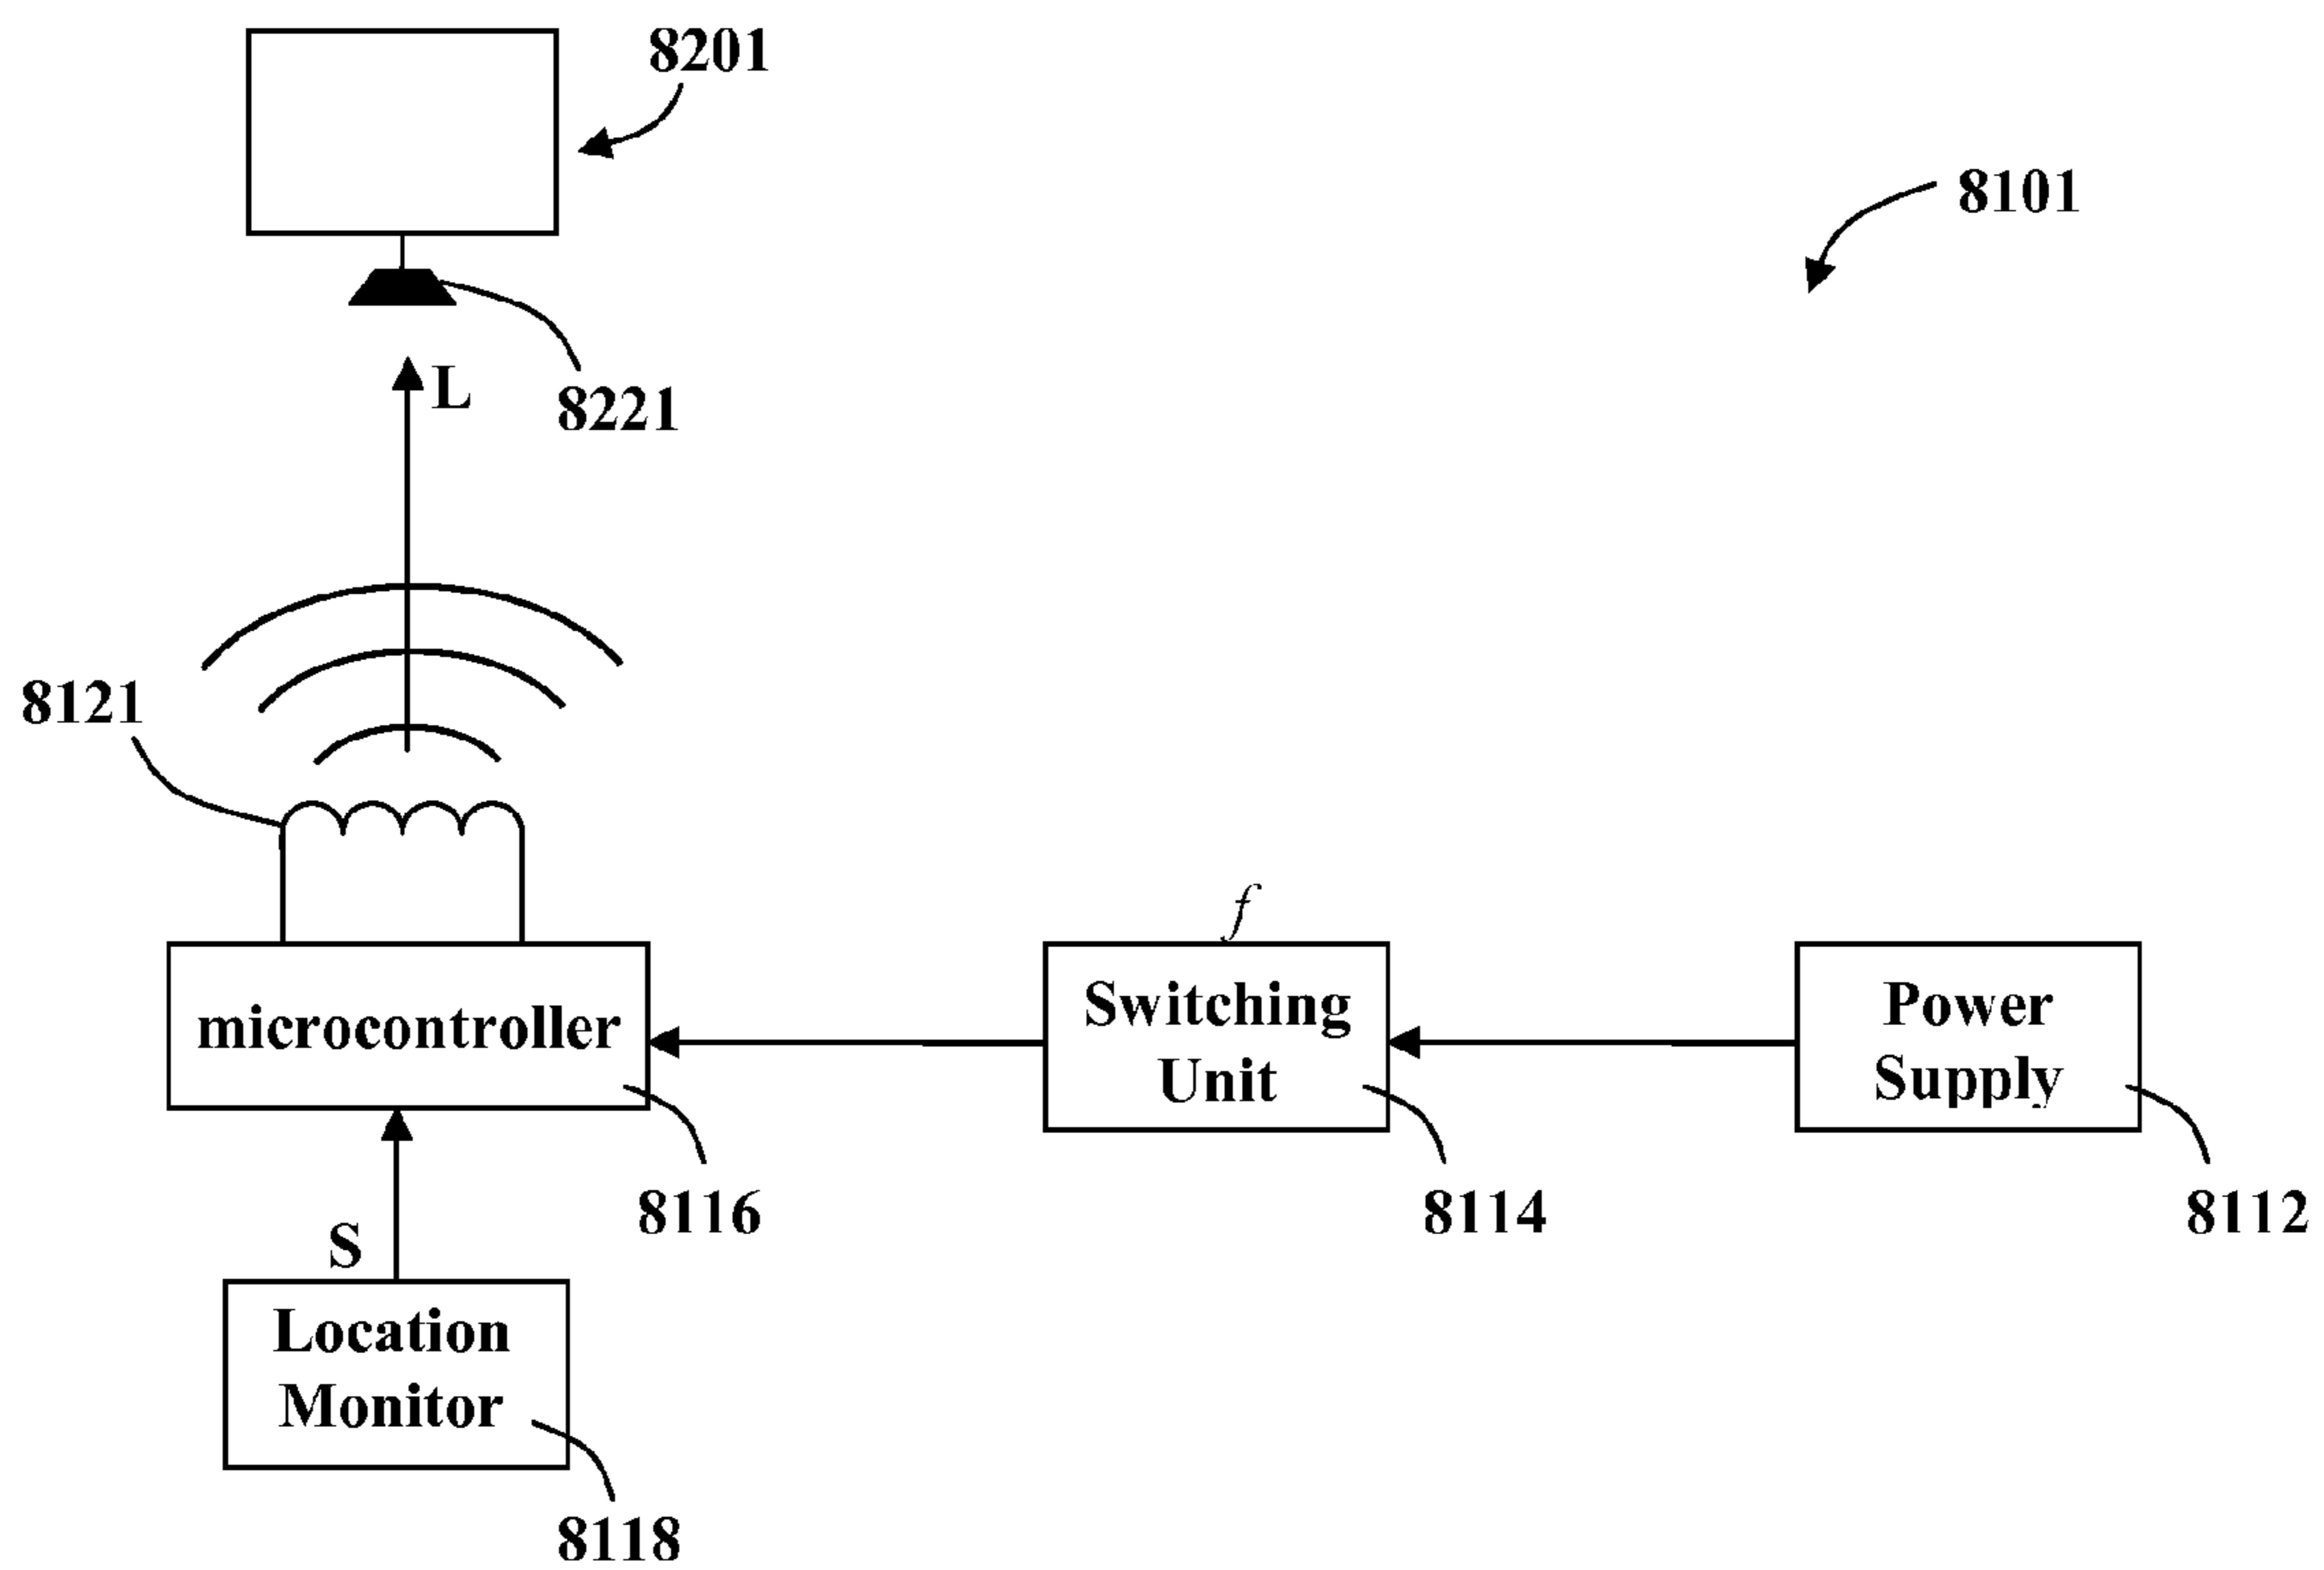 8201
8101
L
8221
8121
f
microcontroller
Switching
Unit
Power
Supply
8116
8114
8112
S
Location
Monitor
8118